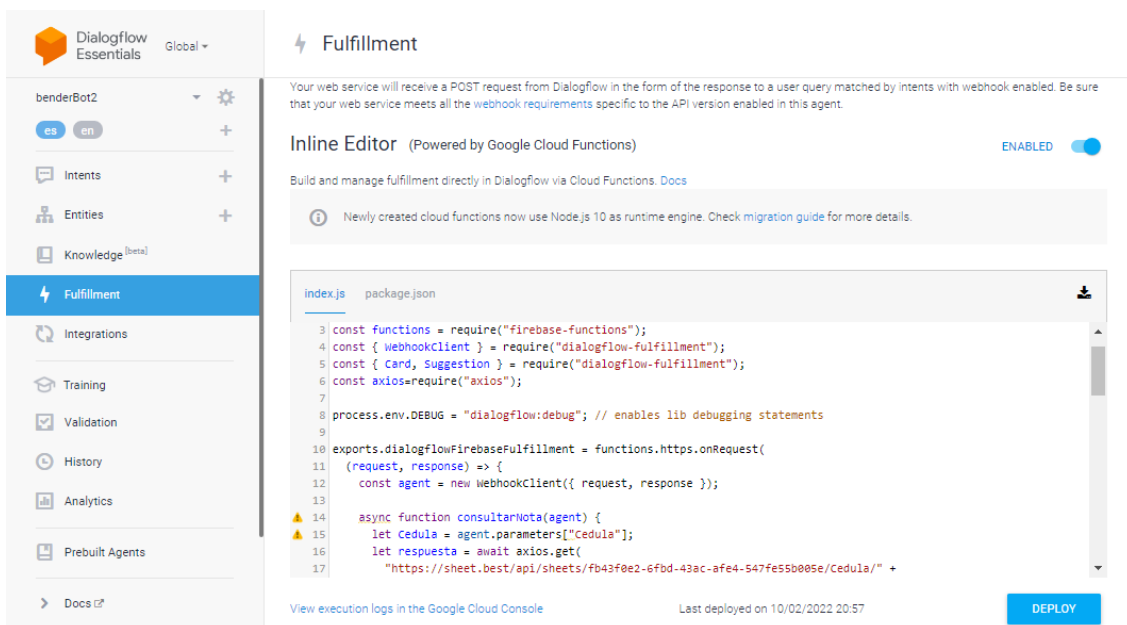 Dialogflow
Essentials
Global
Fulfillment
benderBot2
es
en
Intents
Entities
Knowledge [beta]
Fulfillment
Integrations
Training
Validation
History
Analytics
Prebuilt Agents
Docs
Your web service will receive a POST request from Dialogflow in the form of the response to a user query matched by intents with webhook enabled. Be sure
that your web service meets all the webhook requirements specific to the API version enabled in this agent.
Inline Editor (Powered by Google Cloud Functions)
ENABLED
Build and manage fulfillment directly in Dialogflow via Cloud Functions. Docs
Newly created cloud functions now use Node.js 10 as runtime engine. Check migration guide for more details.
index.js package.json
3 const functions = require("firebase-functions");
4 const { WebhookClient } = require("dialogflow-fulfillment");
5 const { Card, Suggestion } = require("dialogflow-fulfillment");
6 const axios=require("axios");
7
8 process.env.DEBUG = "dialogflow:debug"; // enables lib debugging statements
9
10 exports.dialogflowFirebaseFulfillment = functions.https.onRequest(
11 (request, response) => {
12 const agent = new WebhookClient({ request, response });
13
14 async function consultarNota(agent) {
15 let Cedula = agent.parameters["Cedula"];
16 let respuesta = await axios.get(
17 "https://sheet.best/api/sheets/fb43f0e2-6fbd-43ac-afe4-547fe55b005e/Cedula/" +
View execution logs in the Google Cloud Console
Last deployed on 10/02/2022 20:57
DEPLOY